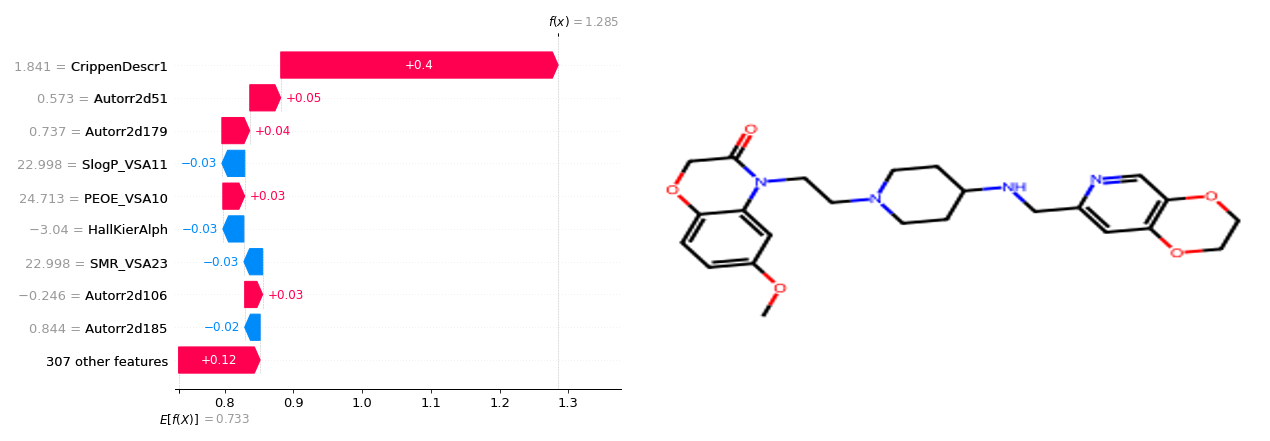 f(x) = 1.285
1.841 = CrippenDescr1
+0.4
0.573 = Autorr2d51
+0.05
0.737 = Autorr2d179
+0.04
22.998 = SlogP_VSA11
−0.03
24.713 = PEOE_VSA10
+0.03
−3.04 = HallKierAlph
−0.03
22.998 = SMR_VSA23
−0.03
−0.246 = Autorr2d106
+0.03
0.844 = Autorr2d185
−0.02
307 other features
+0.12
0.8 0.9 1.0 1.1 1.2 1.3
E[f(X)] = 0.733
O
O
N
N
NH
N
O
O
O